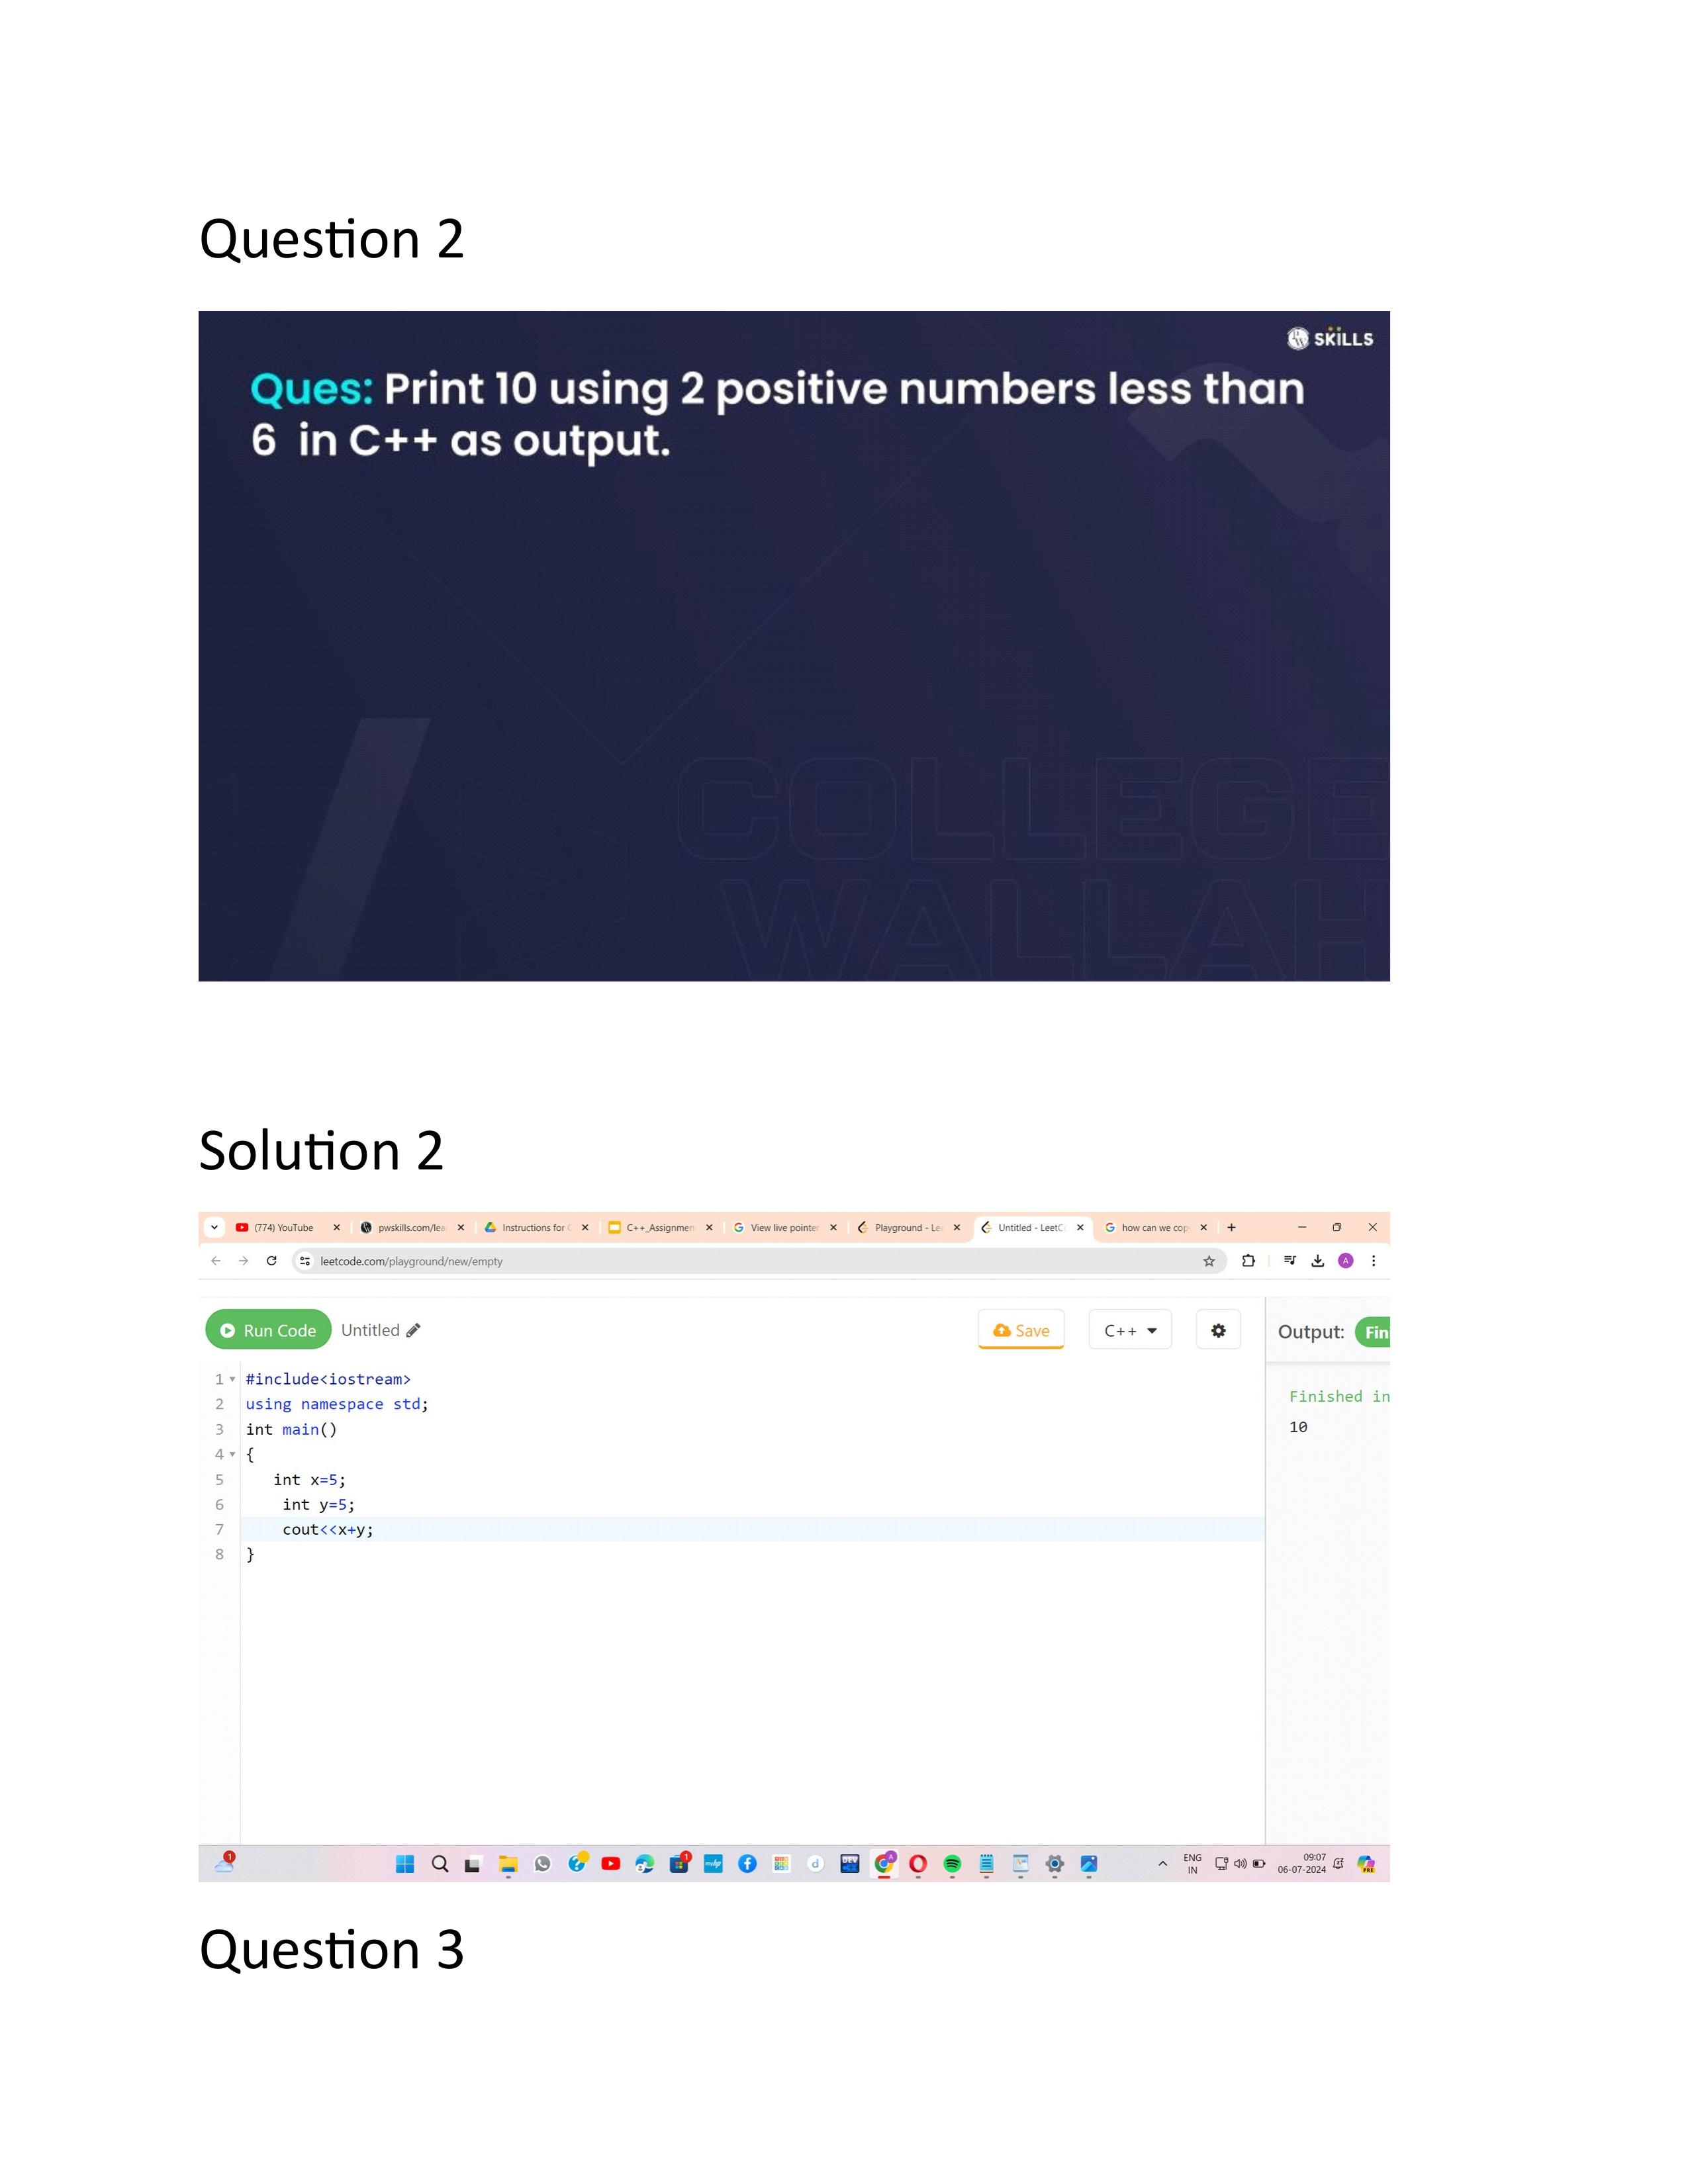 Question 2
SKILLS
Ques: Print 10 using 2 positive numbers less than
6 in C++ as output.
COLLEGE
WALLAH
Solution 2
(774) YouTube
pwskills.com/lea
Instructions for
C++_Assignmen
View live pointer
Playground - Le
Untitled - LeetC
how can we cop
leetcode.com/playground/new/empty
Run Code Untitled Save C++ Output: Fin
1 #include<iostream>
2 using namespace std;
3 int main()
4 {
5 int x=5;
6 int y=5;
7 cout<<x+y;
8 }
Finished in
10
ENG
IN
09:07
06-07-2024
Question 3